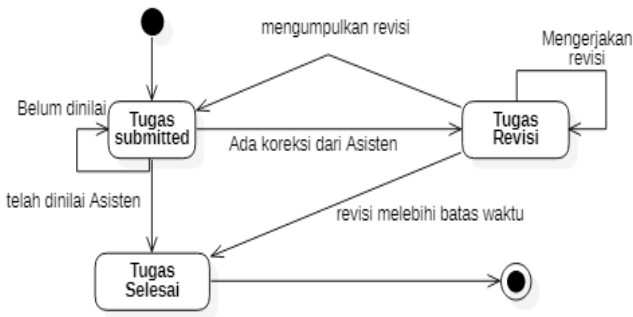 mengumpulkan revisi
Mengerjakan
revisi
Belum dinilai
Tugas
submitted
Ada koreksi dari Asisten
Tugas
Revisi
telah dinilai Asisten
revisi melebihi batas waktu
Tugas
Selesai